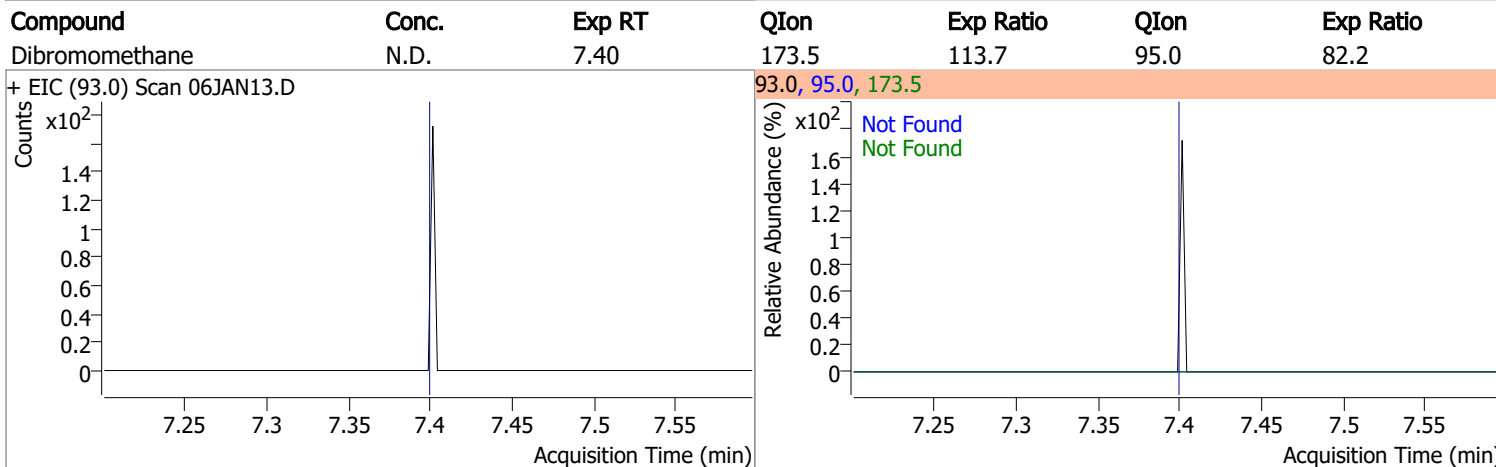 Compound Conc. Exp RT QIon Exp Ratio QIon Exp Ratio
Dibromomethane N.D. 7.40 173.5 113.7 95.0 82.2
+ EIC (93.0) Scan 06JAN13.D
Counts
x10²
1.4
1.2
1
0.8
0.6
0.4
0.2
0
7.25 7.3 7.35 7.4 7.45 7.5 7.55
Acquisition Time (min)
93.0, 95.0, 173.5
Relative Abundance (%)
x10²
Not Found
Not Found
1.6
1.4
1.2
1
0.8
0.6
0.4
0.2
0
7.25 7.3 7.35 7.4 7.45 7.5 7.55
Acquisition Time (min)